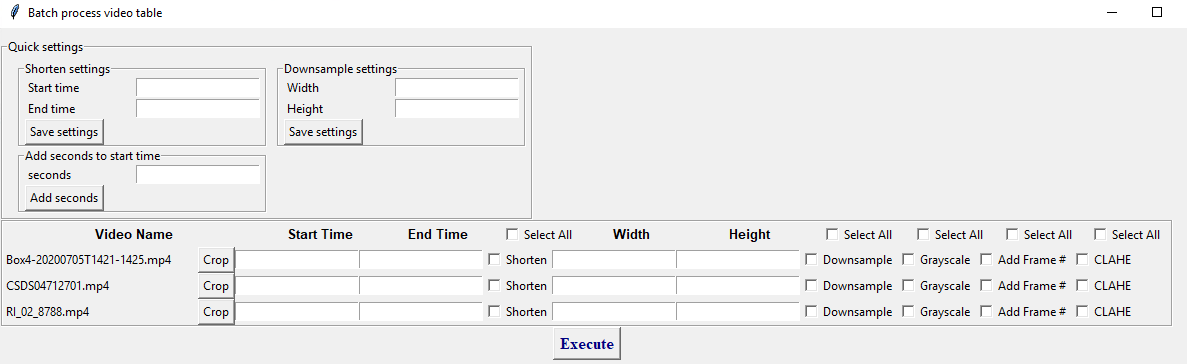 Batch process video table
Quick settings
Shorten settings
Start time
End time
Save settings
Downsample settings
Width
Height
Save settings
Add seconds to start time
seconds
Add seconds
Video Name Start Time End Time Select All Width Height Select All Select All Select All Select All
Box4-20200705T1421-1425.mp4 Crop Shorten Downsample Grayscale Add Frame # CLAHE
CSDS04712701.mp4 Crop Shorten Downsample Grayscale Add Frame # CLAHE
RI_02_8788.mp4 Crop Shorten Downsample Grayscale Add Frame # CLAHE
Execute